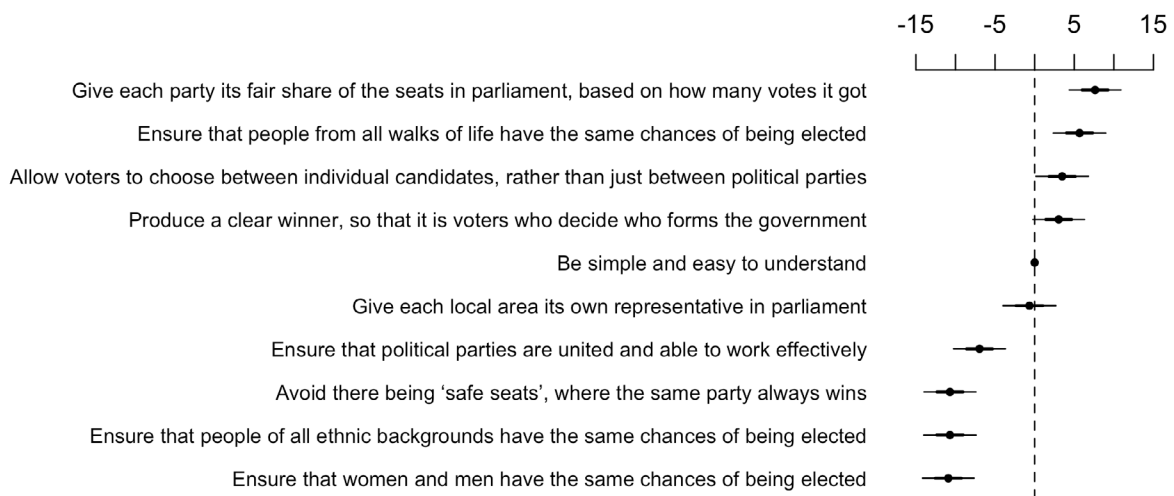 -15 -5 5 15
Give each party its fair share of the seats in parliament, based on how many votes it got
Ensure that people from all walks of life have the same chances of being elected
Allow voters to choose between individual candidates, rather than just between political parties
Produce a clear winner, so that it is voters who decide who forms the government
Be simple and easy to understand
Give each local area its own representative in parliament
Ensure that political parties are united and able to work effectively
Avoid there being ‘safe seats’, where the same party always wins
Ensure that people of all ethnic backgrounds have the same chances of being elected
Ensure that women and men have the same chances of being elected